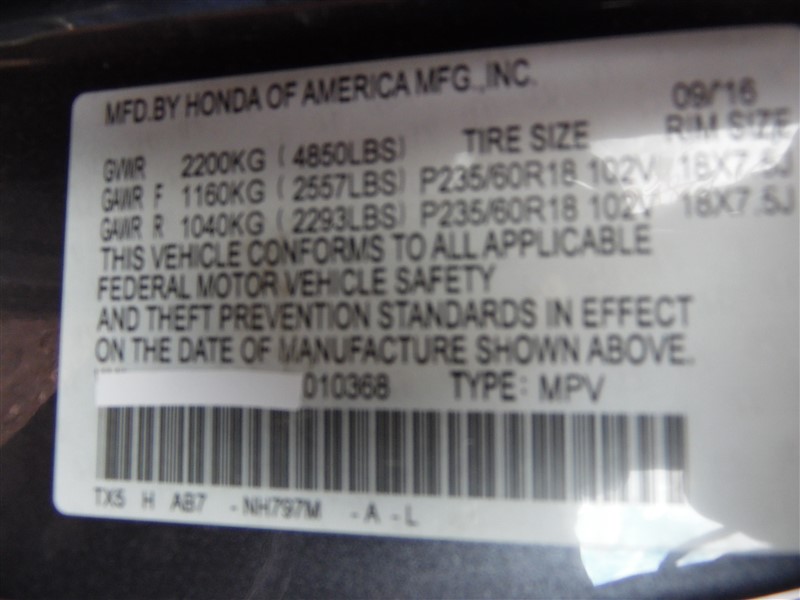 MFD.BY HONDA OF AMERICA MFG.,INC. 09/16
GVWR 2200KG ( 4850LBS) TIRE SIZE RIM SIZE
GAWR F 1160KG ( 2557LBS) P235/60R18 102V 18X7.5J
GAWR R 1040KG ( 2293LBS) P235/60R18 102V 18X7.5J
THIS VEHICLE CONFORMS TO ALL APPLICABLE
FEDERAL MOTOR VEHICLE SAFETY
AND THEFT PREVENTION STANDARDS IN EFFECT
ON THE DATE OF MANUFACTURE SHOWN ABOVE.
010368 TYPE: MPV
TX5 H AB7 -NH797M -A-L